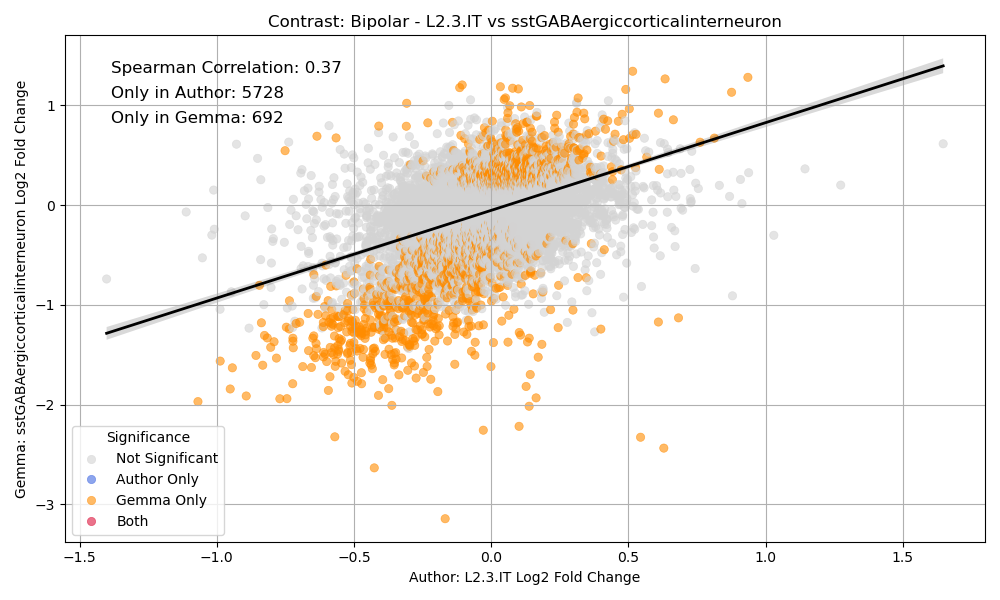 Contrast: Bipolar - L2.3.IT vs sstGABAergiccorticalinterneuron
Spearman Correlation: 0.37
Only in Author: 5728
Only in Gemma: 692
Gemma: sstGABAergiccorticalinterneuron Log2 Fold Change
1
0
−1
−2
−3
Significance
Not Significant
Author Only
Gemma Only
Both
−1.5
−1.0
−0.5
0.0
0.5
1.0
1.5
Author: L2.3.IT Log2 Fold Change